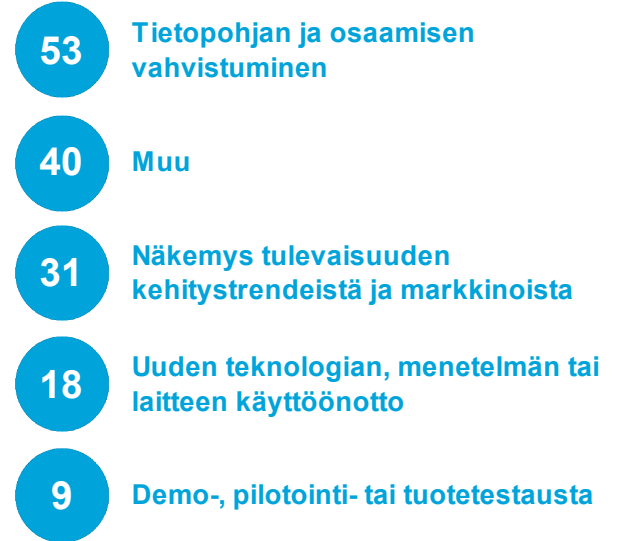 53
Tietopohjan ja osaamisen
vahvistuminen
40
Muu
31
Näkemys tulevaisuuden
kehitystrendeistä ja markkinoista
18
Uuden teknologian, menetelmän tai
laitteen käyttöönotto
9
Demo-, pilotointi- tai tuotetestausta